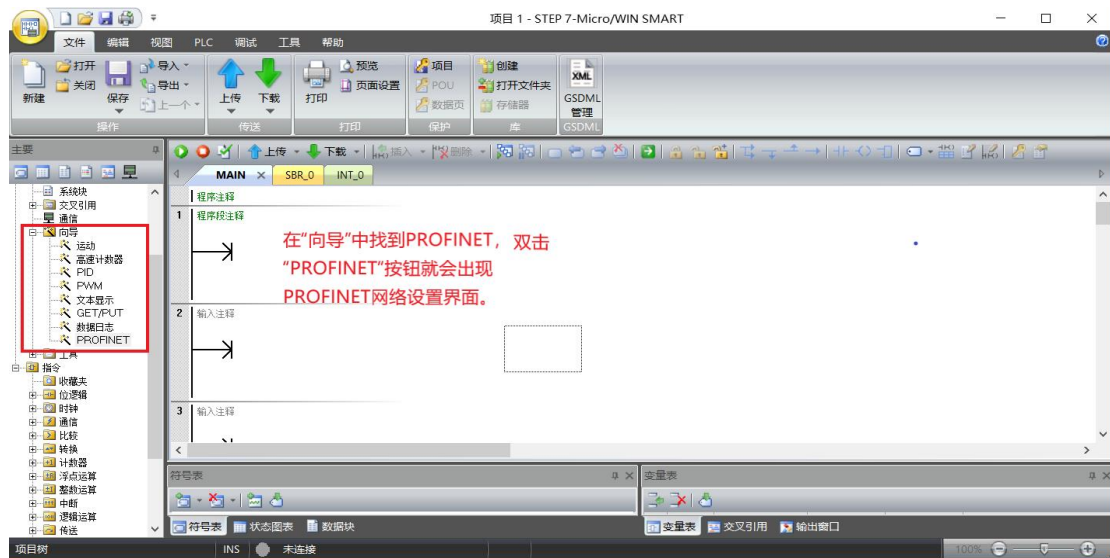 项目 1 - STEP 7-Micro/WIN SMART
文件 编辑 视图 PLC 调试 工具 帮助
新建
打开
关闭
保存
导入
导出
上一个
操作
上传
下载
传送
打印
预览
页面设置
打印
项目
POU
数据页
保护
创建
打开文件夹
存储器
库
XML
GSDML
管理
GSDML
主要
上传 下载 插入 删除
MAIN SBR_0 INT_0
系统块
交叉引用
通信
向导
运动
高速计数器
PID
PWM
文本显示
GET/PUT
数据日志
PROFINET
工具
指令
收藏夹
位逻辑
时钟
通信
比较
转换
计数器
浮点运算
整数运算
中断
逻辑运算
传送
程序注释
1 程序段注释
在“向导”中找到PROFINET，双击
“PROFINET”按钮就会出现
PROFINET网络设置界面。
2 输入注释
3 输入注释
符号表
变量表
符号表 状态图表 数据块
变量表 交叉引用 输出窗口
项目树 INS 未连接 100%